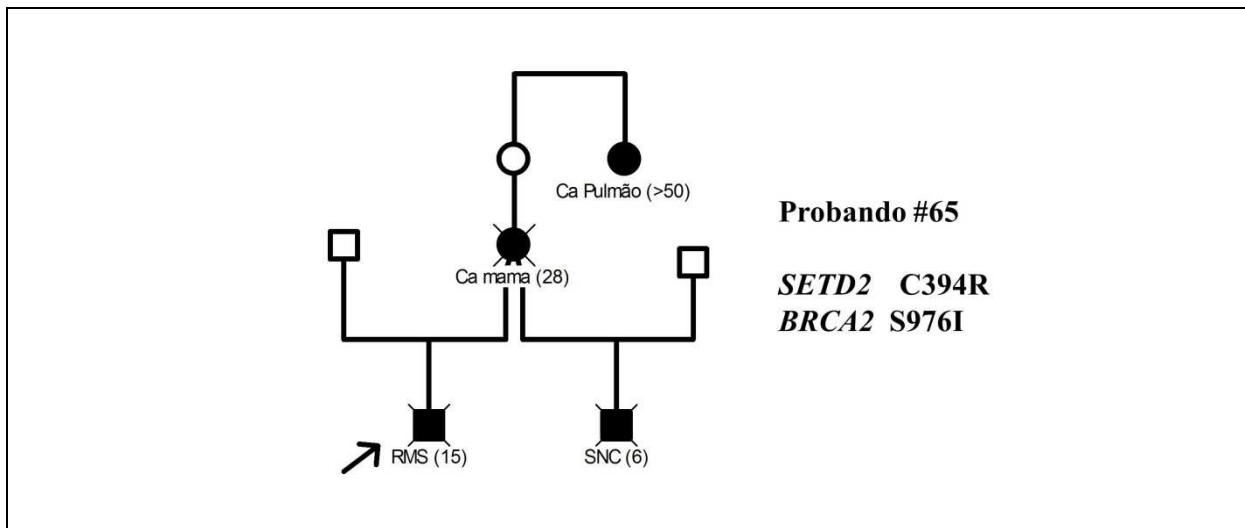 Ca Pulmão (>50)
Probando #65
Ca mama (28)
SETD2 C394R
BRCA2 S976I
RMS (15)
SNC (6)